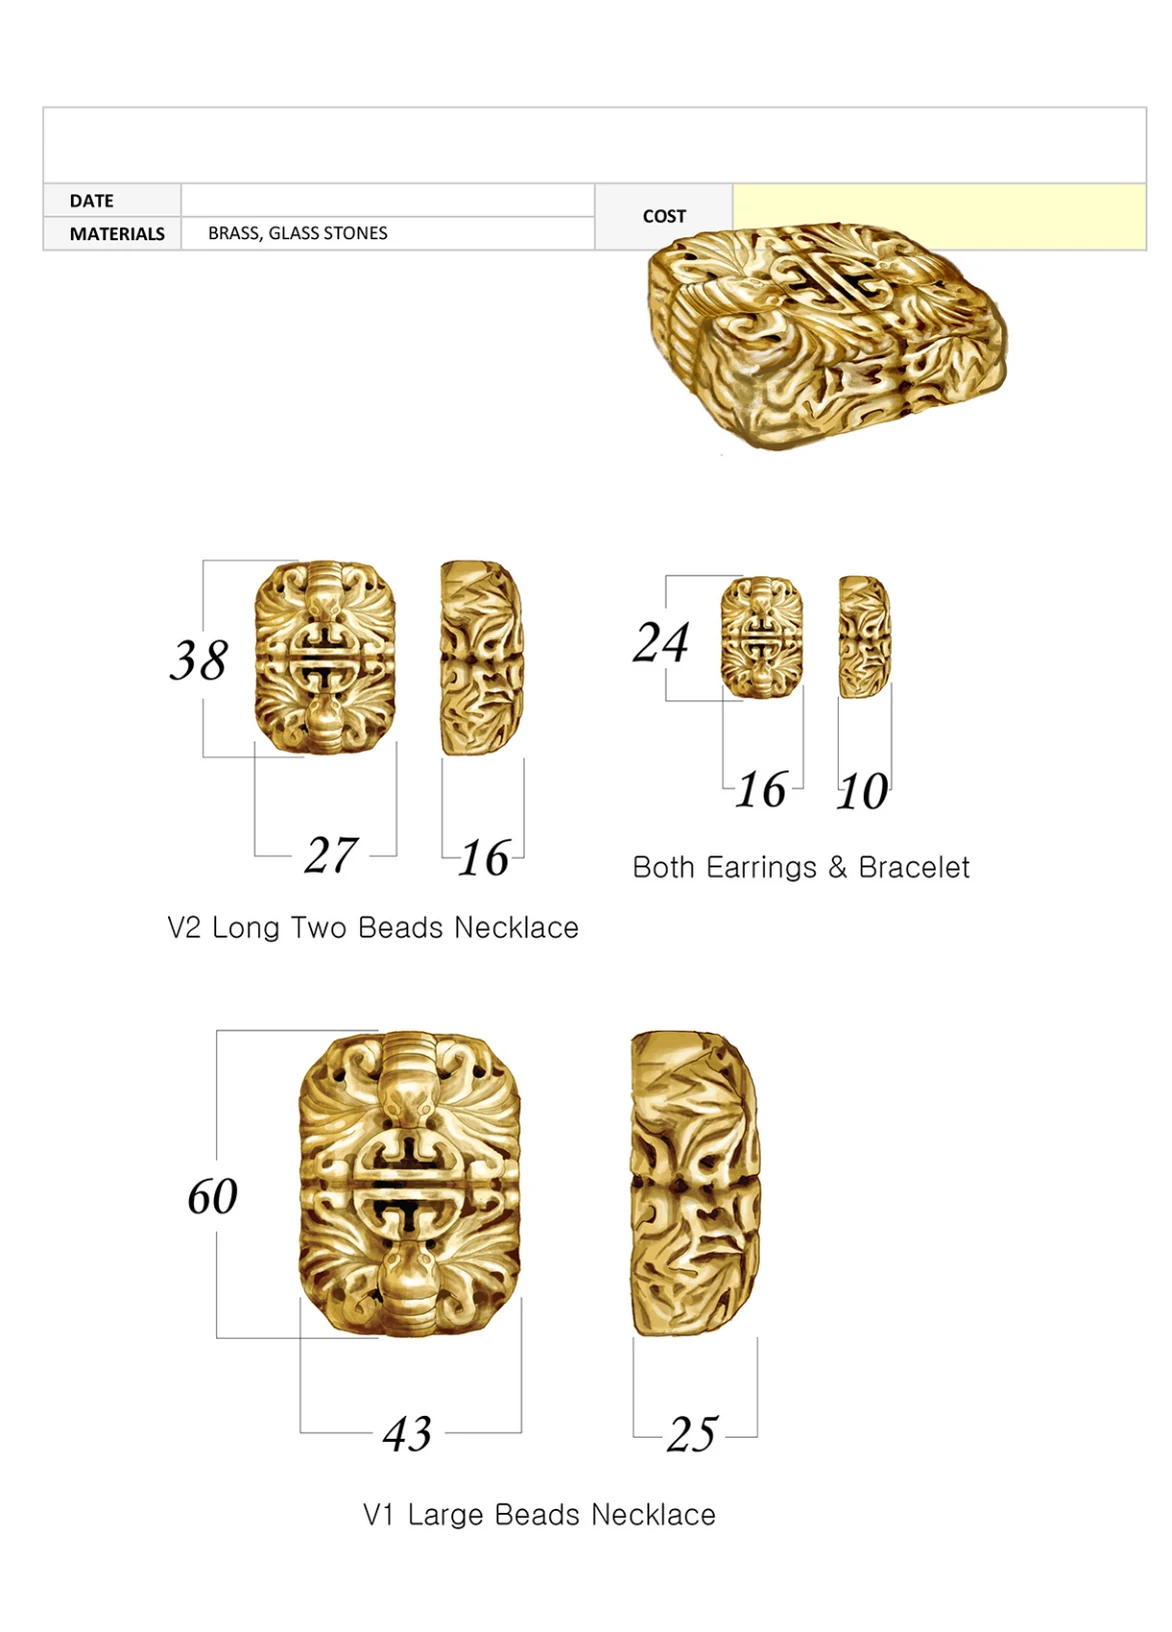 DATE
COST
MATERIALS BRASS, GLASS STONES
38
24
27
16
16
10
Both Earrings & Bracelet
V2 Long Two Beads Necklace
60
43
25
V1 Large Beads Necklace